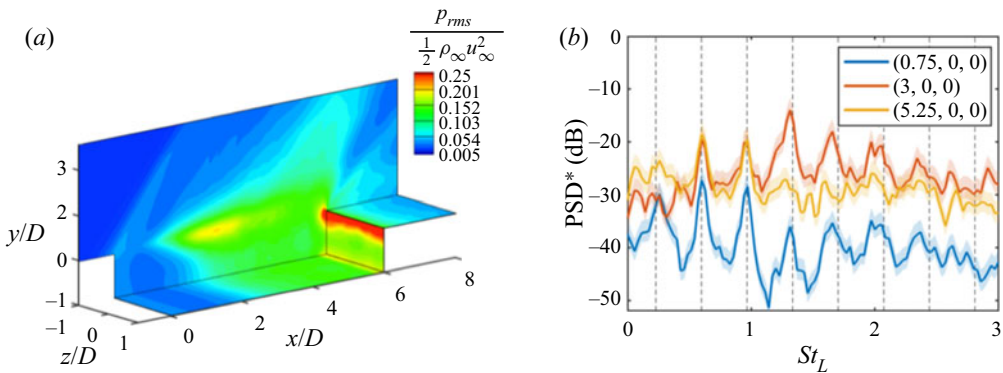 (a)
p_rms
1/2 ρ∞u²∞
0.25
0.201
0.152
0.103
0.054
0.005
3
2
y/D
0
−1
−1
0
z/D
1
0
2
4
x/D
6
8
(b)
0
−10
−20
−30
−40
−50
PSD* (dB)
(0.75, 0, 0)
(3, 0, 0)
(5.25, 0, 0)
0
1
2
3
St_L